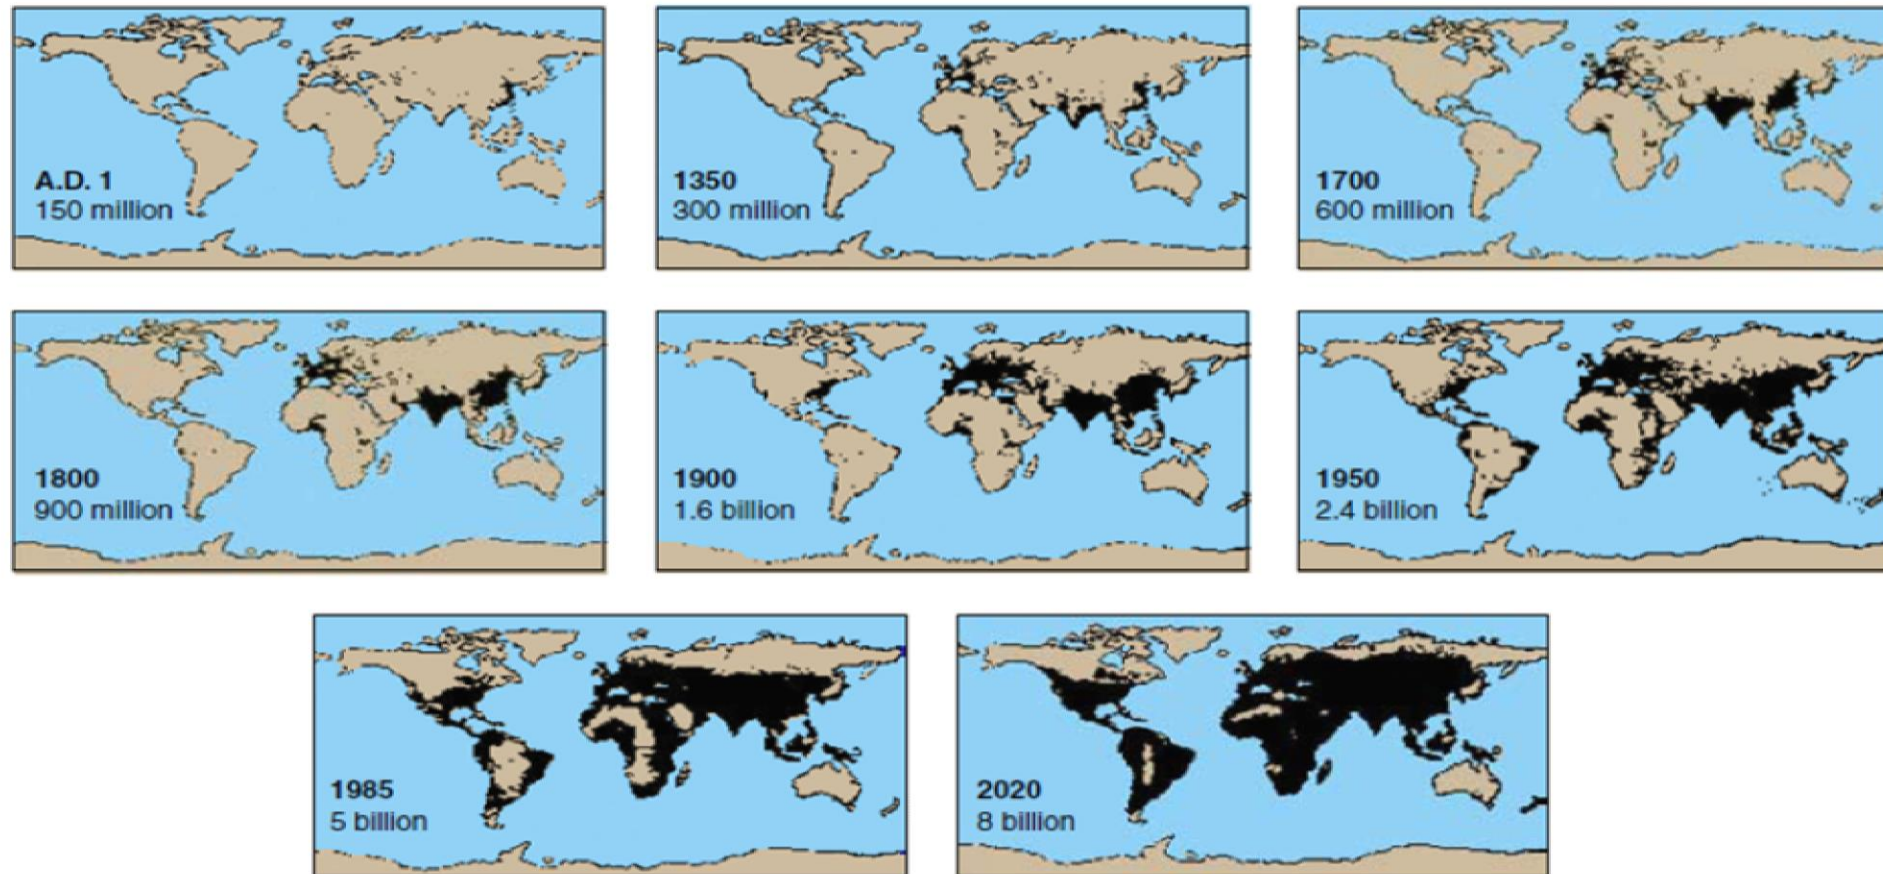 A.D. 1
150 million
1350
300 million
1700
600 million
1800
900 million
1900
1.6 billion
1950
2.4 billion
1985
5 billion
2020
8 billion